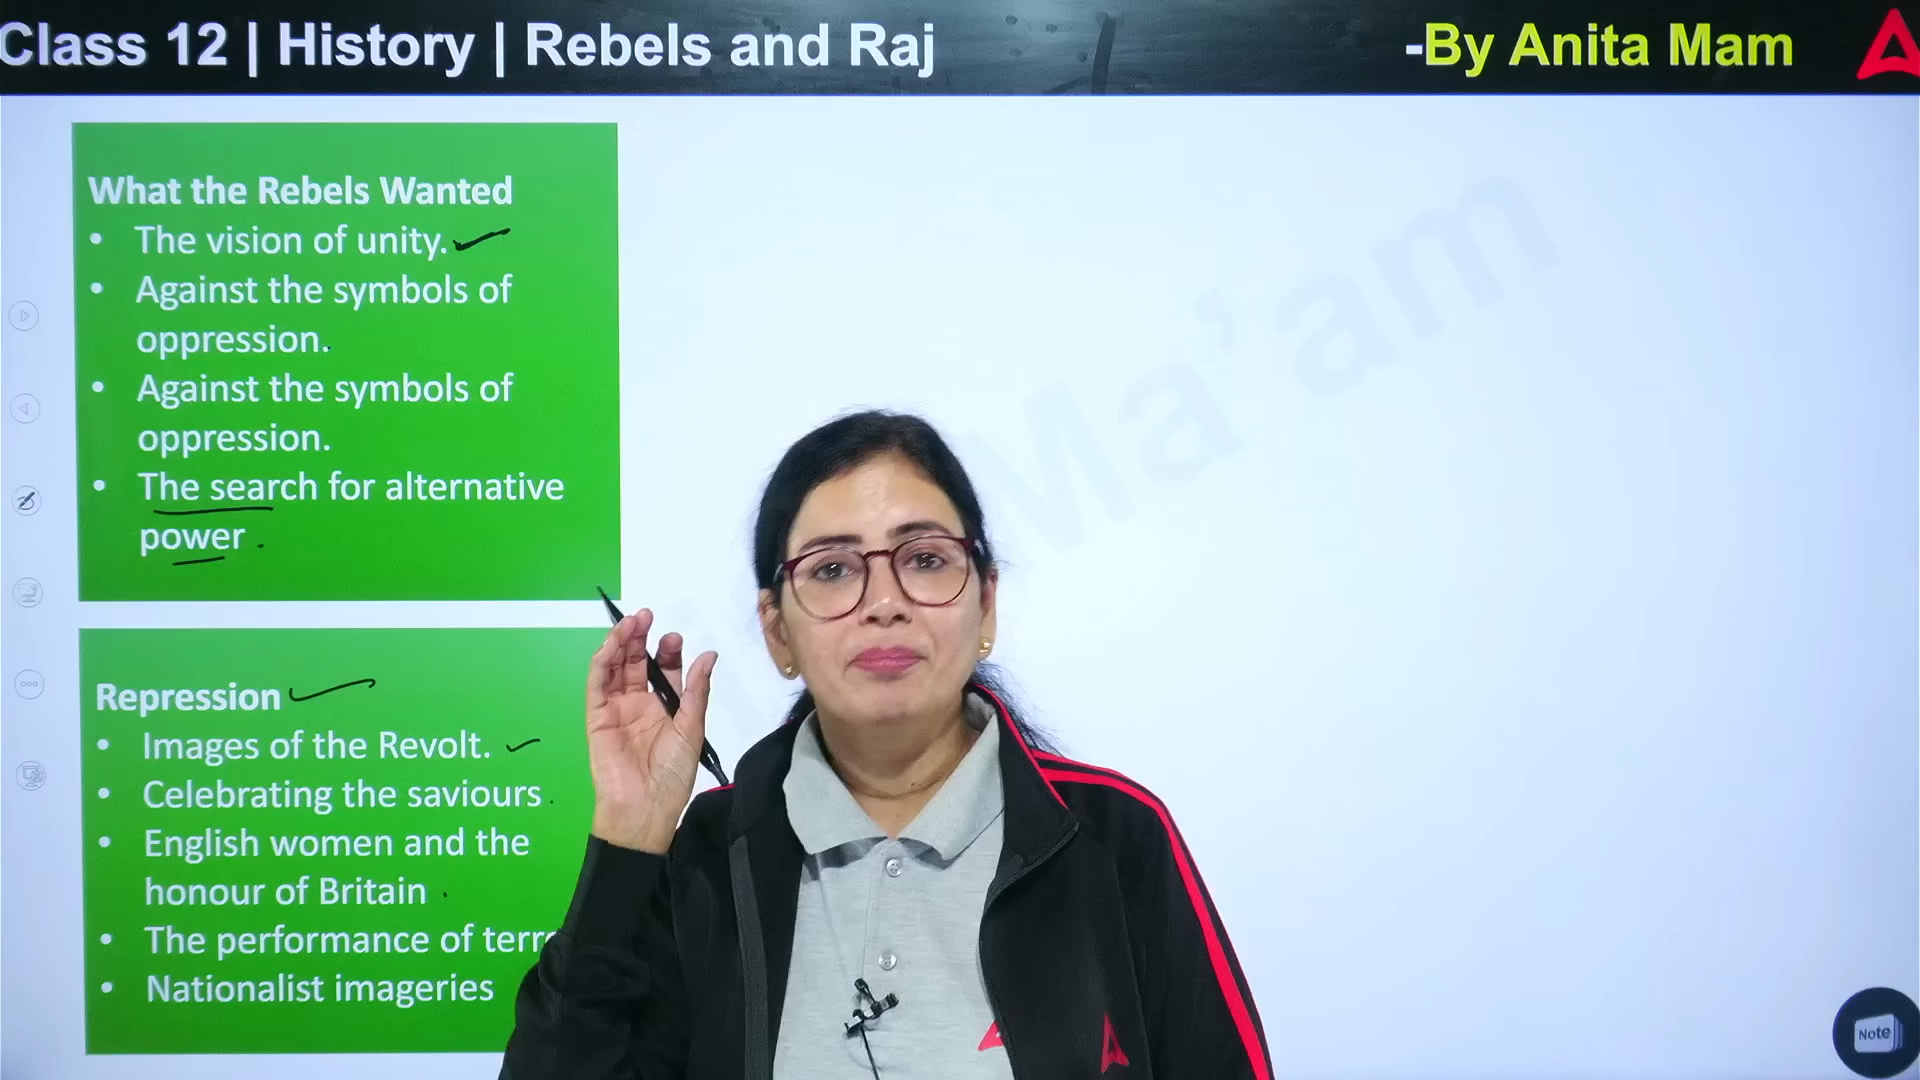 Class 12 | History | Rebels and Raj
-By Anita Mam
What the Rebels Wanted
• The vision of unity.
• Against the symbols of
oppression.
• Against the symbols of
oppression.
• The search for alternative
power
Repression
• Images of the Revolt.
• Celebrating the saviours
• English women and the
honour of Britain
• The performance of
• Nationalist imageries
Ma'am
Note